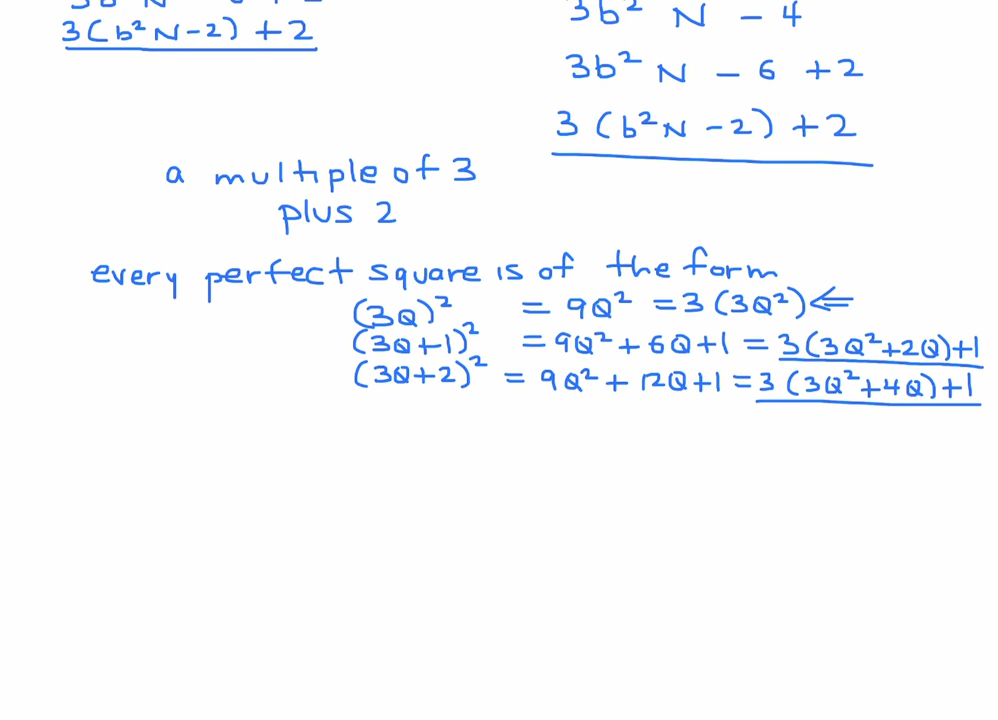 3(b²N-2) + 2
3b² N - 4
3b² N - 6 + 2
3 (b²N - 2) + 2
a multiple of 3
plus 2
every perfect square is of the form
(3Q)² = 9Q² = 3 (3Q²) ⇐
(3Q+1)² = 9Q² + 6Q+1 = 3(3Q²+2Q)+1
(3Q+2)² = 9Q² + 12Q+1 = 3 (3Q²+4Q)+1